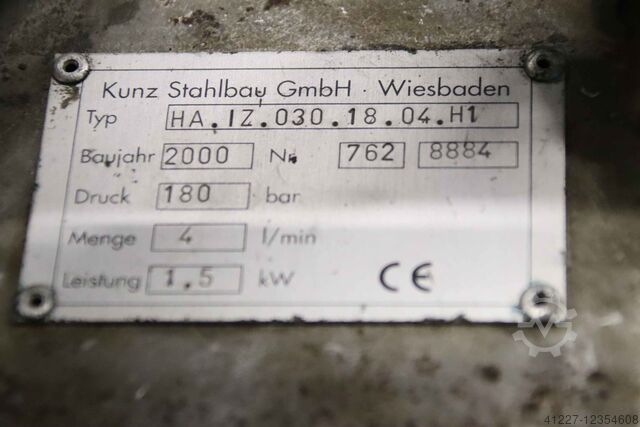 Kunz Stahlbau GmbH · Wiesbaden
Typ HA.IZ.030.18.04.H1
Baujahr 2000 Nr. 762 8884
Druck 180 bar
Menge 4 l/min
Leistung 1,5 kW CE
41227-12354608